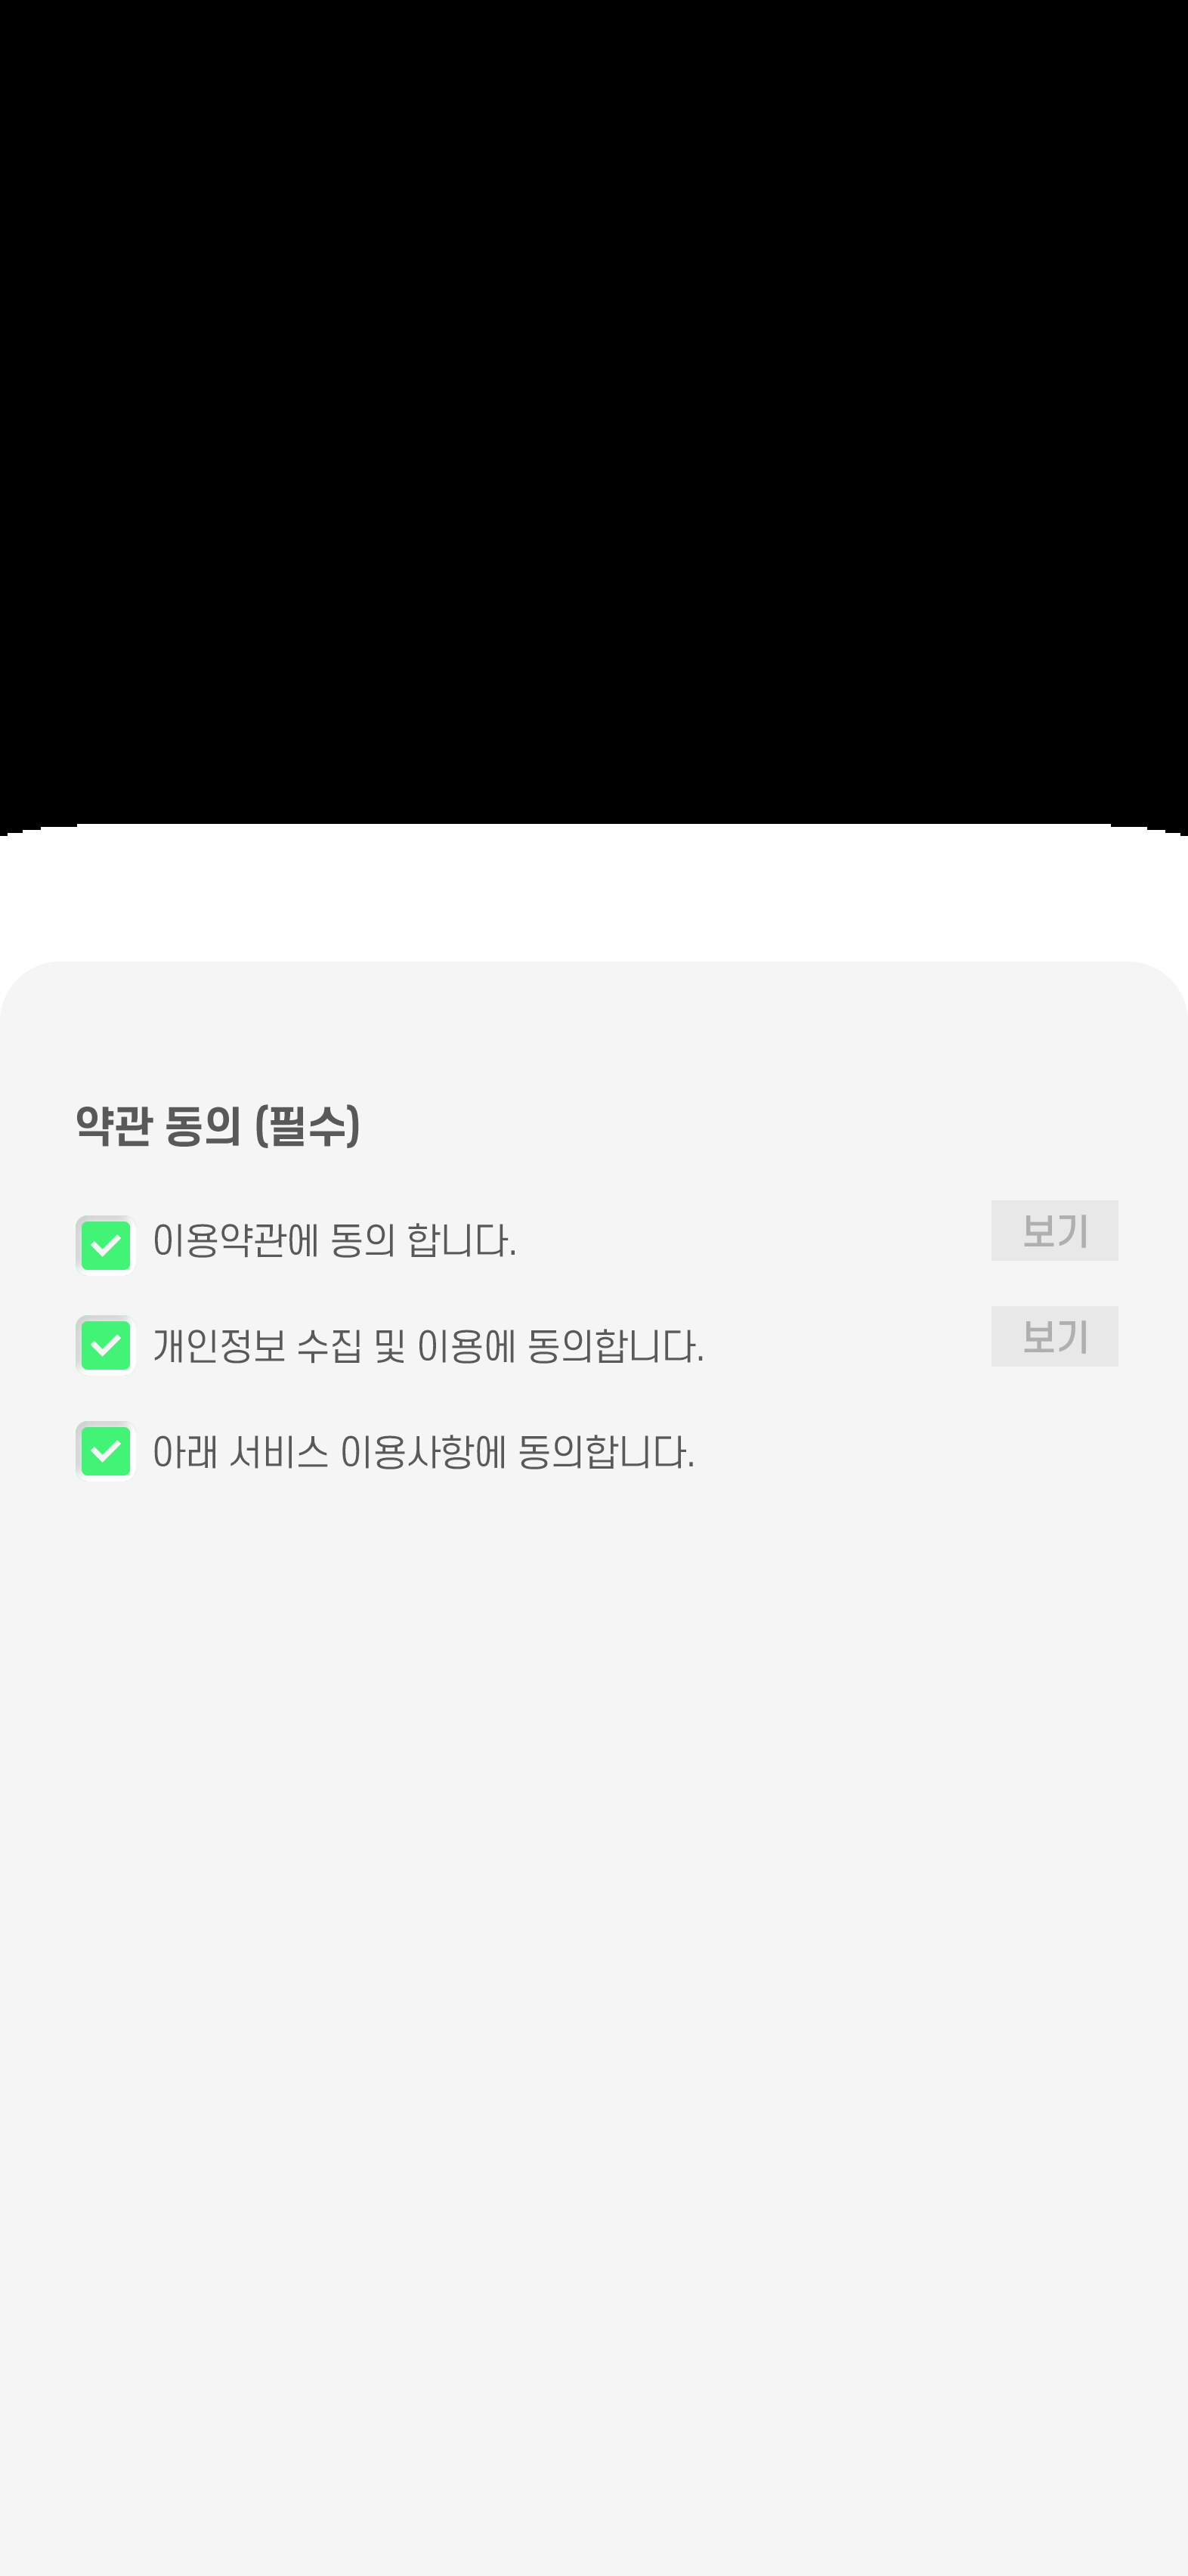 약관 동의 (필수)
이용약관에 동의 합니다.
보기
개인정보 수집 및 이용에 동의합니다.
보기
아래 서비스 이용사항에 동의합니다.